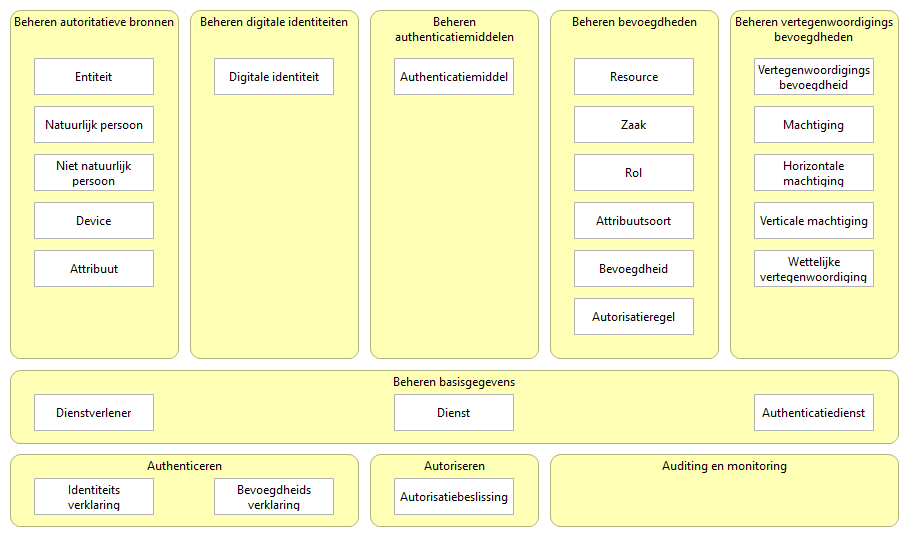 Beheren autoritatieve bronnen
Entiteit
Natuurlijk persoon
Niet natuurlijk
persoon
Device
Attribuut
Beheren digitale identiteiten
Digitale identiteit
Beheren
authenticatiemiddelen
Authenticatiemiddel
Beheren bevoegdheden
Resource
Zaak
Rol
Attribuutsoort
Bevoegdheid
Autorisatieregel
Beheren vertegenwoordigings
bevoegdheden
Vertegenwoordigings
bevoegdheid
Machtiging
Horizontale
machtiging
Verticale machtiging
Wettelijke
vertegenwoordiging
Beheren basisgegevens
Dienstverlener
Dienst
Authenticatiedienst
Authenticeren
Identiteits
verklaring
Bevoegdheids
verklaring
Autoriseren
Autorisatiebeslissing
Auditing en monitoring